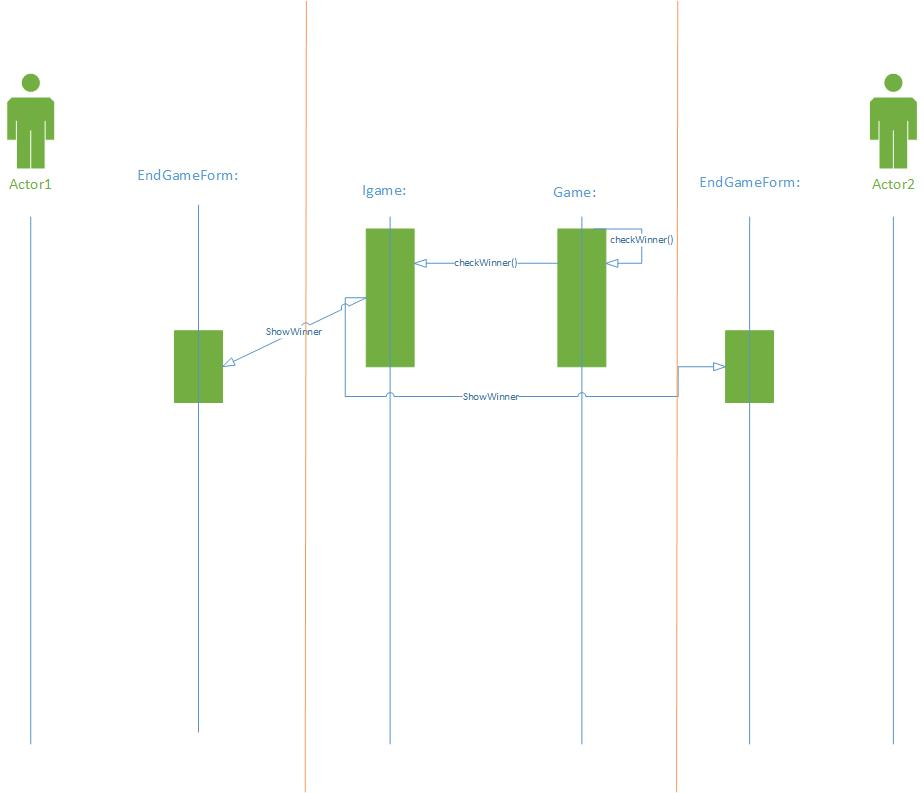 EndGameForm:
Actor1
Igame:
Game:
EndGameForm:
Actor2
checkWinner()
checkWinner()
ShowWinner
ShowWinner